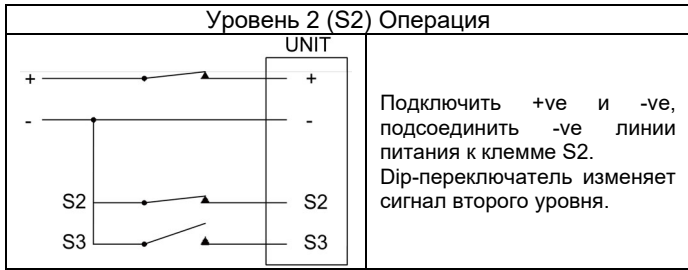 Уровень 2 (S2) Операция
UNIT
+ +
- -
S2 S2
S3 S3
Подключить +ve и -ve,
подсоединить -ve линии
питания к клемме S2.
Dip-переключатель изменяет
сигнал второго уровня.